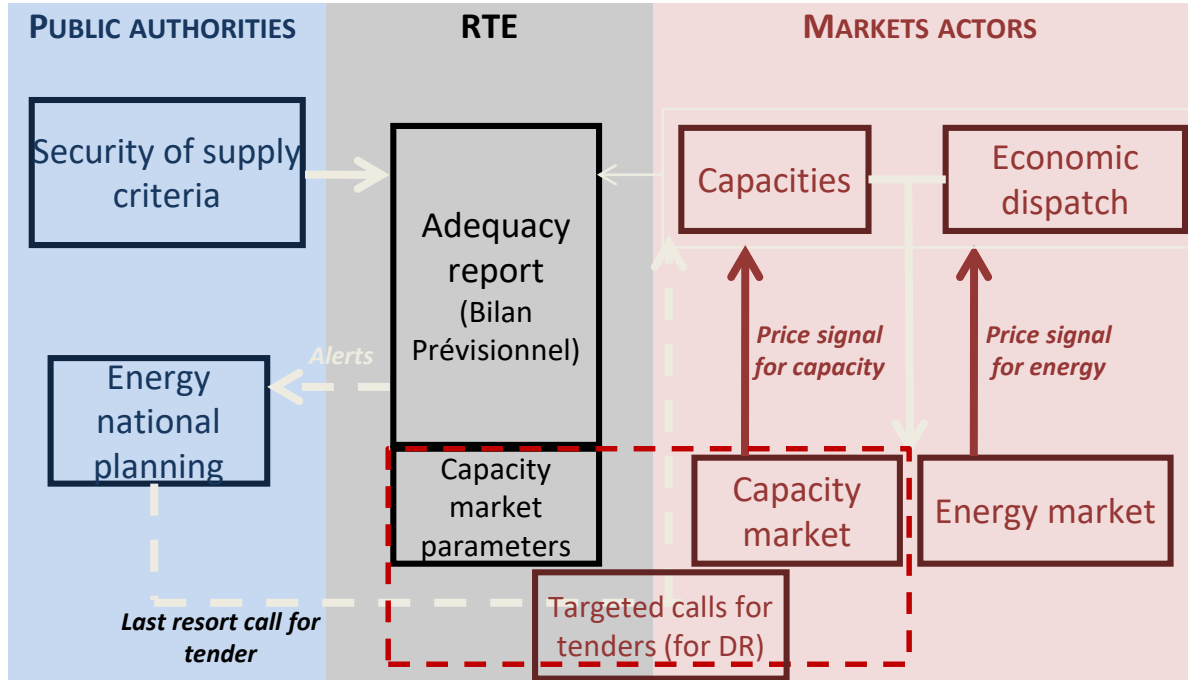 PUBLIC AUTHORITIES
RTE
MARKETS ACTORS
Security of supply
criteria
Adequacy
report
(Bilan
Prévisionnel)
Capacities
Economic
dispatch
Alerts
Energy
national
planning
Price signal
for capacity
Price signal
for energy
Capacity
market
parameters
Capacity
market
Energy market
Last resort call for
tender
Targeted calls for
tenders (for DR)